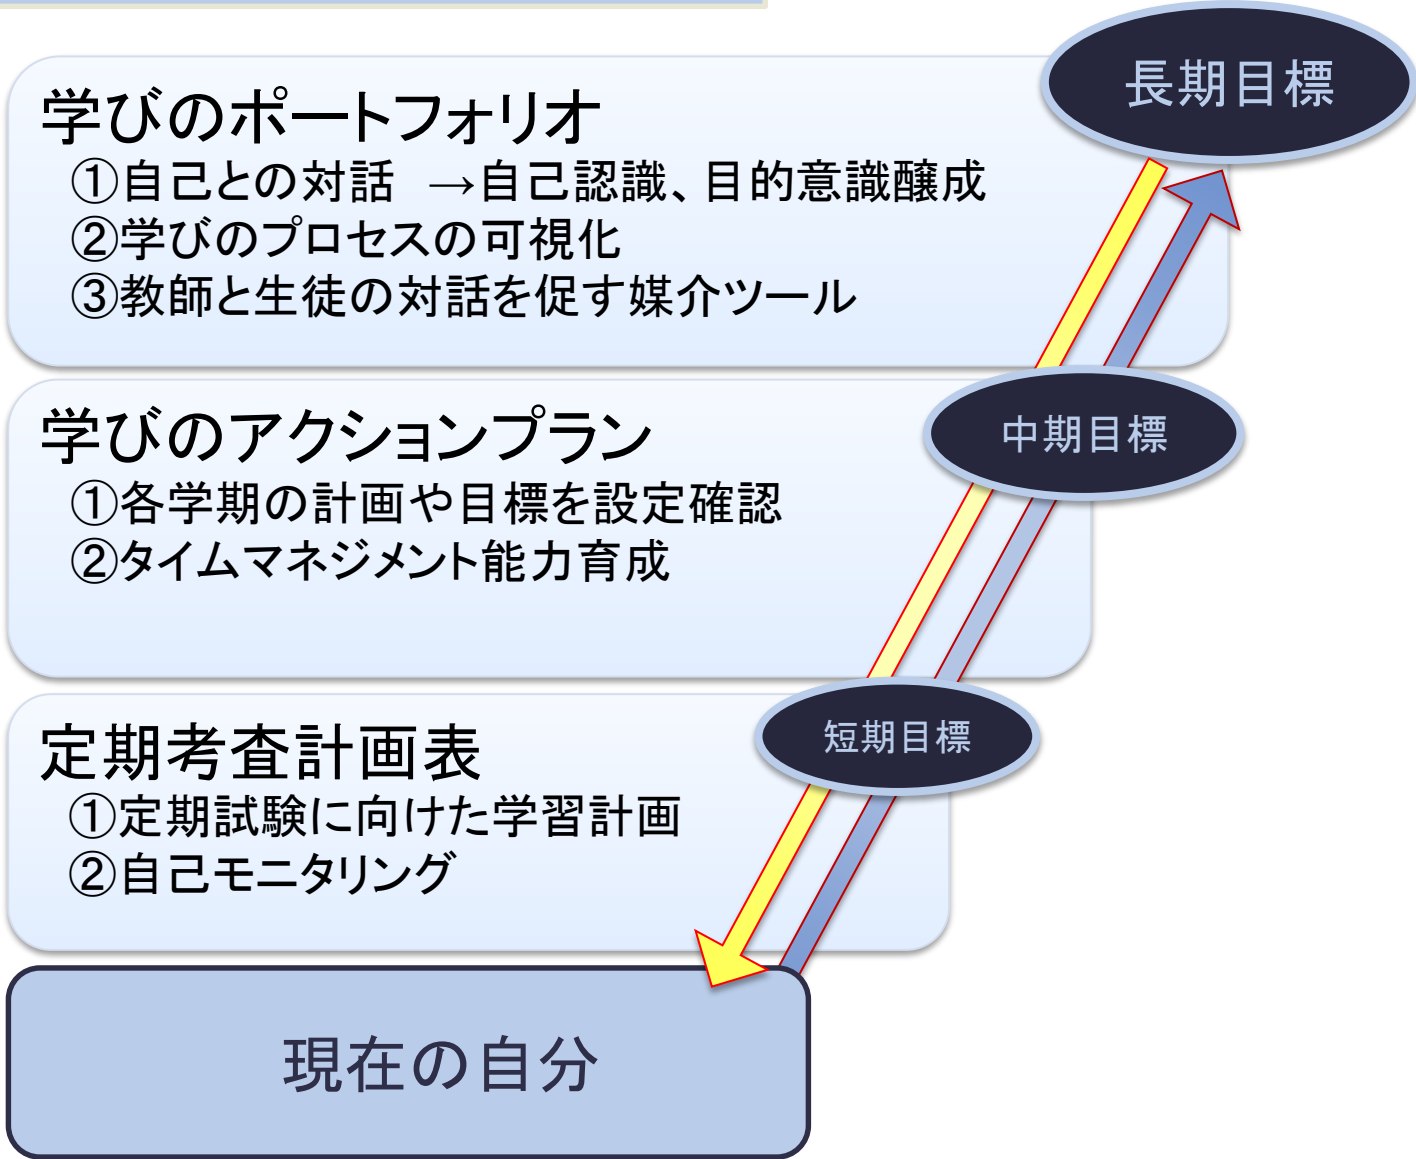 長期目標
学びのポートフォリオ
①自己との対話　→自己認識、目的意識醸成
②学びのプロセスの可視化
③教師と生徒の対話を促す媒介ツール
中期目標
学びのアクションプラン
①各学期の計画や目標を設定確認
②タイムマネジメント能力育成
短期目標
定期考査計画表
①定期試験に向けた学習計画
②自己モニタリング
現在の自分